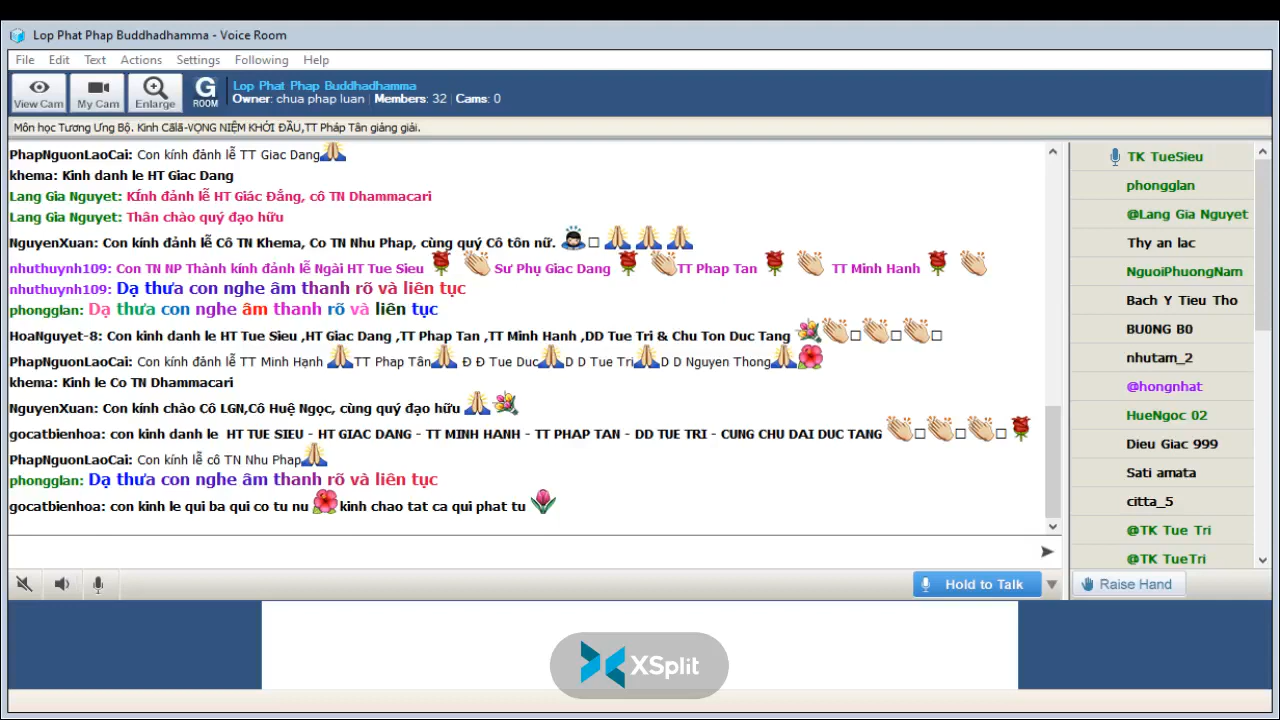 Lop Phat Phap Buddhadhamma - Voice Room
File Edit Text Actions Settings Following Help
View Cam My Cam Enlarge G ROOM Lop Phat Phap Buddhadhamma
Owner: chua phap luan | Members: 32 | Cams: 0
Môn học Tương Ưng Bộ. Kinh Cālā-VỌNG NIỆM KHỞI ĐẦU,TT Pháp Tân giảng giải.
PhapNguonLaoCai: Con kính đảnh lễ TT Giac Dang
khema: Kinh danh le HT Giac Dang
Lang Gia Nguyet: KÍnh đảnh lễ HT Giác Đẳng, cô TN Dhammacari
Lang Gia Nguyet: Thân chào quý đạo hữu
NguyenXuan: Con kính đảnh lễ Cô TN Khema, Co TN Nhu Phap, cùng quý Cô tôn nữ.
nhuthuynh109: Con TN NP Thành kính đảnh lễ Ngài HT Tue Sieu Sư Phụ Giac Dang TT Phap Tan TT Minh Hanh
nhuthuynh109: Dạ thưa con nghe âm thanh rõ và liên tục
phongglan: Dạ thưa con nghe âm thanh rõ và liên tục
HoaNguyet-8: Con kinh danh le HT Tue Sieu ,HT Giac Dang ,TT Phap Tan ,TT Minh Hanh ,DD Tue Tri & Chu Ton Duc Tang
PhapNguonLaoCai: Con kính đảnh lễ TT Minh Hạnh TT Phap Tân Đ Đ Tue Duc D D Tue Tri D D Nguyen Thong
khema: Kinh le Co TN Dhammacari
NguyenXuan: Con kính chào Cô LGN,Cô Huệ Ngọc, cùng quý đạo hữu
gocatbienhoa: con kinh danh le HT TUE SIEU - HT GIAC DANG - TT MINH HANH - TT PHAP TAN - DD TUE TRI - CUNG CHU DAI DUC TANG
PhapNguonLaoCai: Con kính lễ cô TN Nhu Phap
phongglan: Dạ thưa con nghe âm thanh rõ và liên tục
gocatbienhoa: con kinh le qui ba qui co tu nu kinh chao tat ca qui phat tu
TK TueSieu
phongglan
@Lang Gia Nguyet
Thy an lac
NguoiPhuongNam
Bach Y Tieu Tho
BU0NG B0
nhutam_2
@hongnhat
HueNgoc 02
Dieu Giac 999
Sati amata
citta_5
@TK Tue Tri
@TK TueTri
Hold to Talk
Raise Hand
XSplit